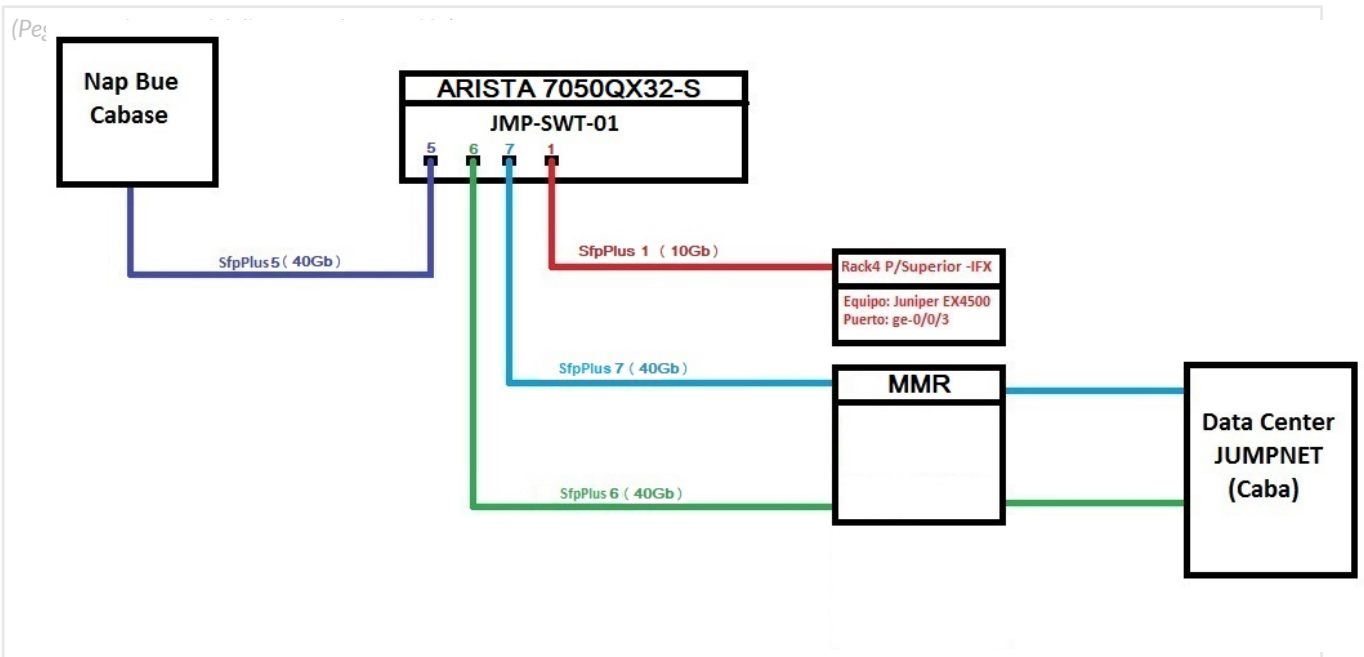 Nap Bue
Cabase
ARISTA 7050QX32-S
JMP-SWT-01
5 6 7 1
SfpPlus 5 ( 40Gb )
SfpPlus 1 ( 10Gb )
Rack4 P/Superior -IFX
Equipo: Juniper EX4500
Puerto: ge-0/0/3
SfpPlus 7 ( 40Gb )
MMR
Data Center
JUMPNET
(Caba)
SfpPlus 6 ( 40Gb )